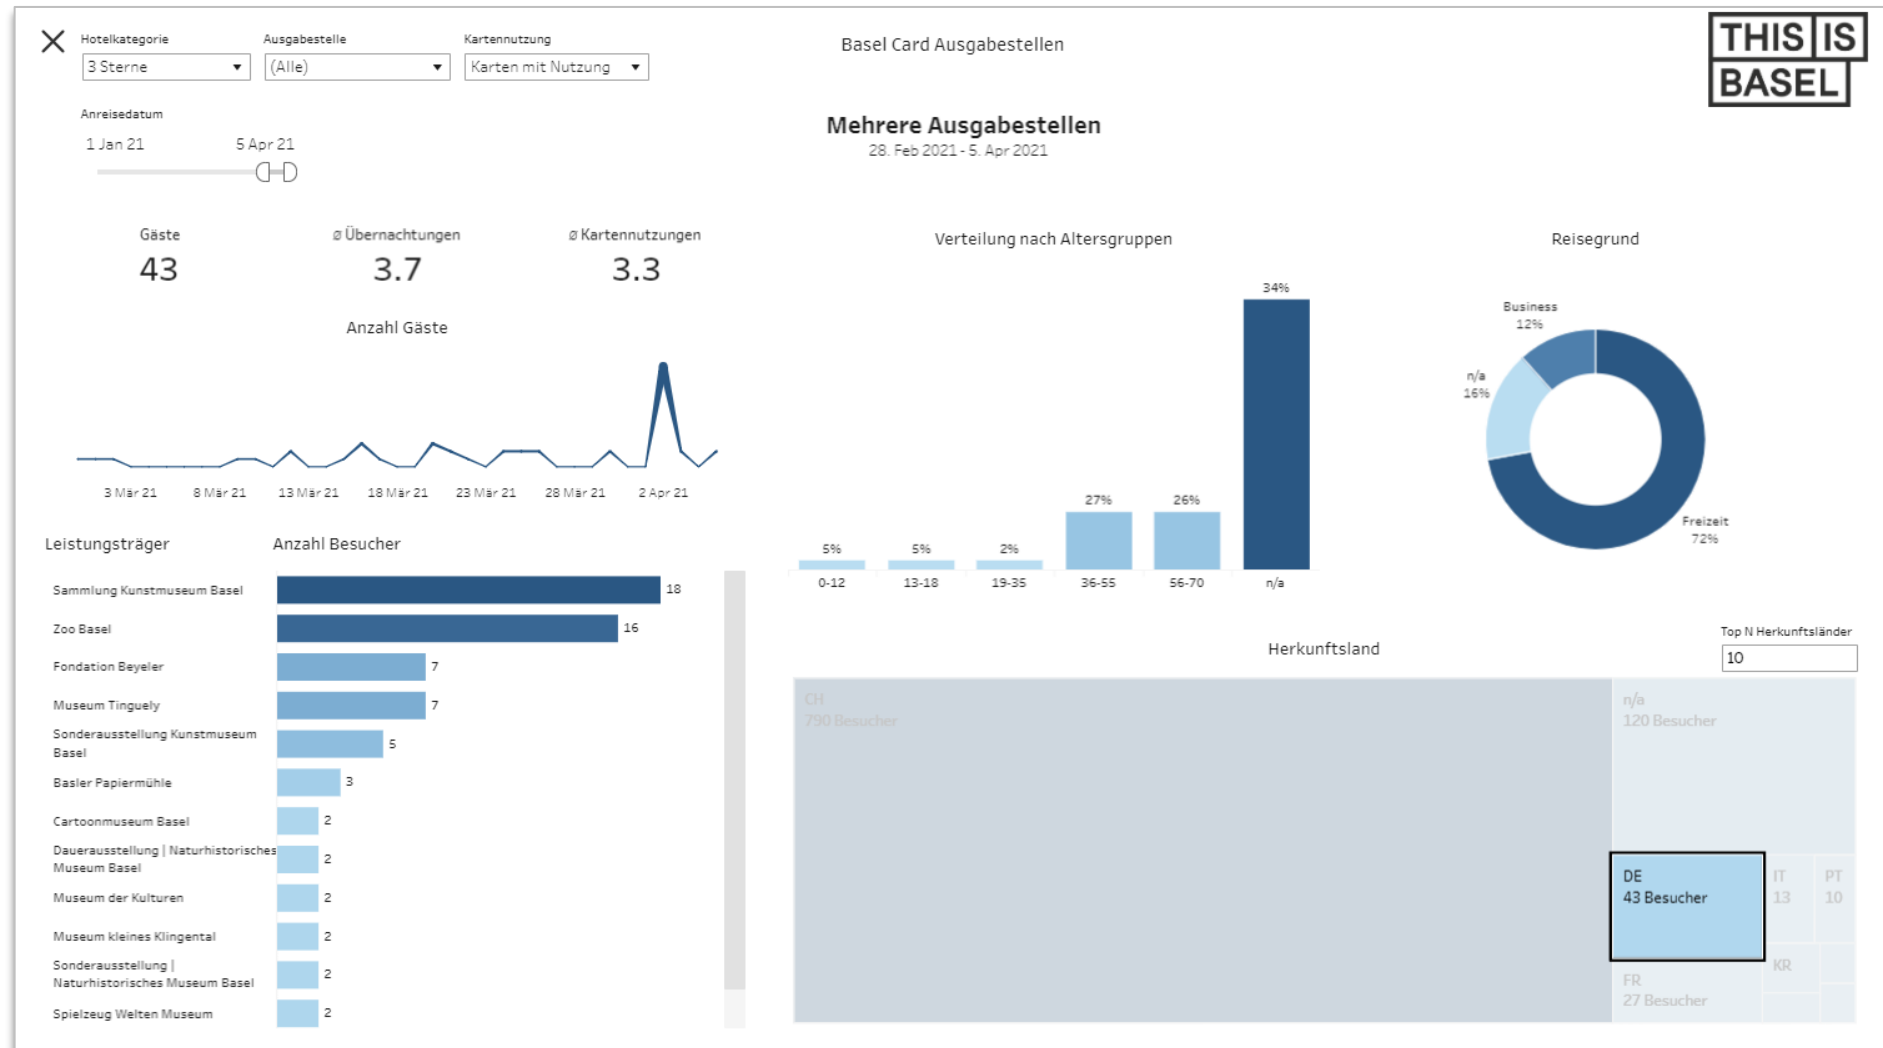 Hotelkategorie
3 Sterne
Ausgabestelle
(Alle)
Kartennutzung
Karten mit Nutzung
Basel Card Ausgabestellen
THIS IS
BASEL
Anreisedatum
1 Jan 21
5 Apr 21
Mehrere Ausgabestellen
28. Feb 2021 - 5. Apr 2021
Gäste
43
ø Übernachtungen
3.7
ø Kartennutzungen
3.3
Anzahl Gäste
3 Mär 21
8 Mär 21
13 Mär 21
18 Mär 21
23 Mär 21
28 Mär 21
2 Apr 21
Verteilung nach Altersgruppen
5%
5%
2%
27%
26%
34%
0-12
13-18
19-35
36-55
56-70
n/a
Reisegrund
Business
12%
n/a
16%
Freizeit
72%
Leistungsträger
Anzahl Besucher
Sammlung Kunstmuseum Basel
18
Zoo Basel
16
Fondation Beyeler
7
Museum Tinguely
7
Sonderausstellung Kunstmuseum
Basel
5
Basler Papiermühle
3
Cartoonmuseum Basel
2
Dauerausstellung | Naturhistorisches
Museum Basel
2
Museum der Kulturen
2
Museum kleines Klingental
2
Sonderausstellung |
Naturhistorisches Museum Basel
2
Spielzeug Welten Museum
2
Herkunftsland
Top N Herkunftsländer
10
CH
790 Besucher
n/a
120 Besucher
DE
43 Besucher
IT
13
PT
10
FR
27 Besucher
KR